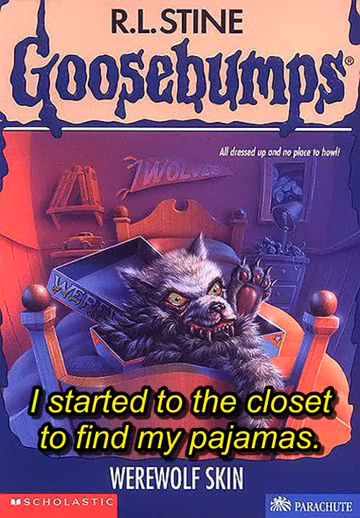 R.L. STINE
Goosebumps®
All dressed up and no place to howl!
WOLVES
WERE
I started to the closet
to find my pajamas.
WEREWOLF SKIN
SCHOLASTIC
PARACHUTE